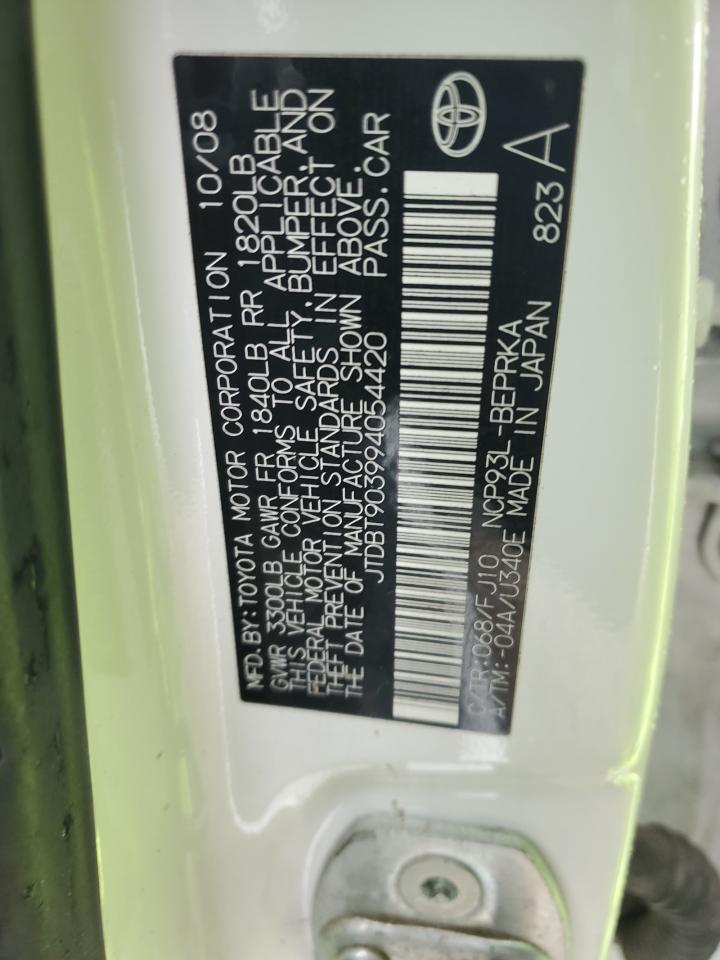 MFD.BY:TOYOTA MOTOR CORPORATION 10/08
GVWR 3300LB GAWR FR 1840LB RR 1820LB
THIS VEHICLE CONFORMS TO ALL APPLICABLE
FEDERAL MOTOR VEHICLE SAFETY, BUMPER, AND
THEFT PREVENTION STANDARDS IN EFFECT ON
THE DATE OF MANUFACTURE SHOWN ABOVE.
JTDBT903994054420 PASS.CAR
C/TR:068/FJ10 NCP93L-BEPRKA
A/TM:-04A/U340E MADE IN JAPAN 823 A